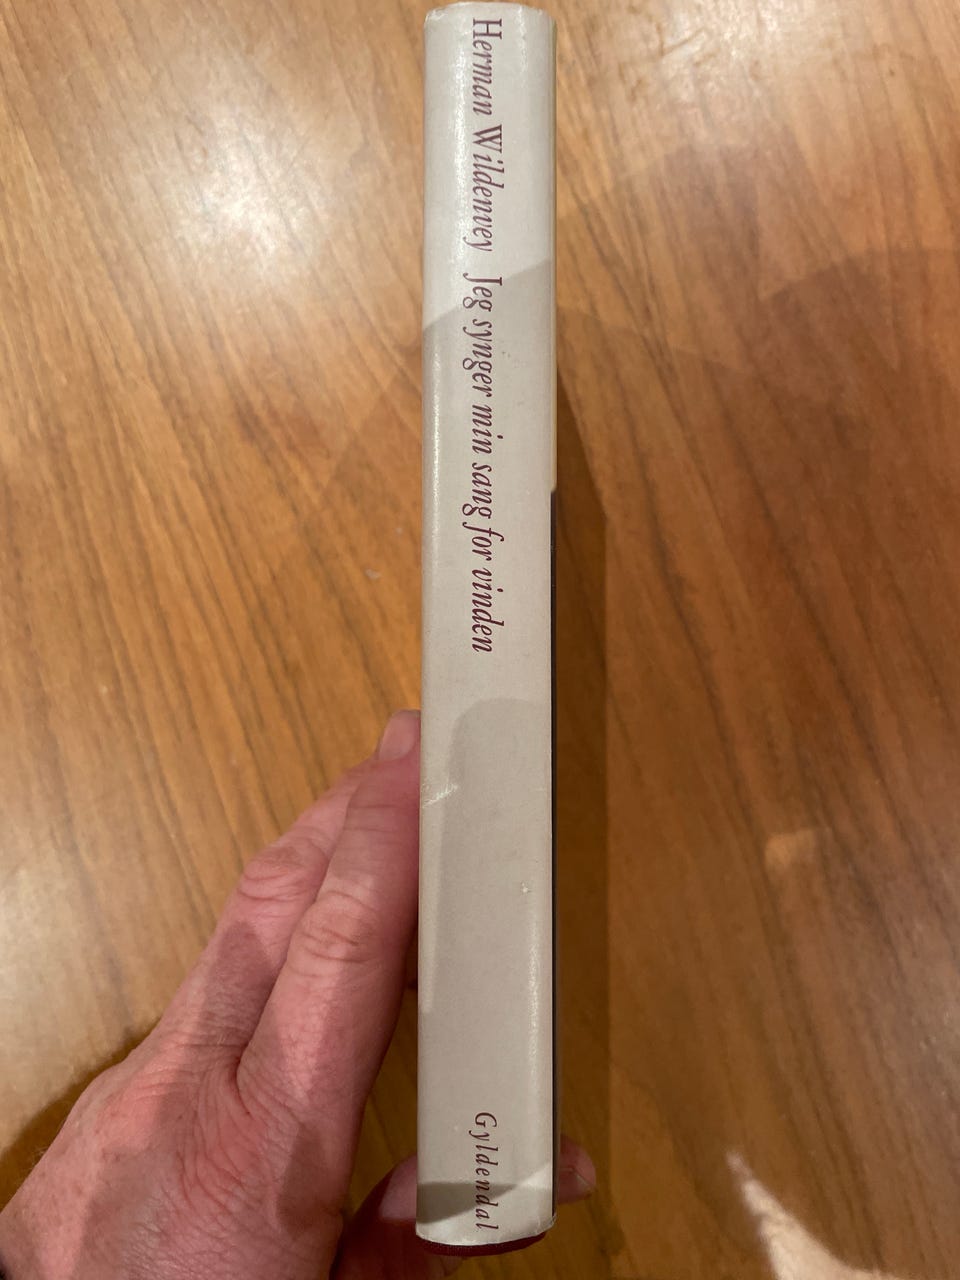 Herman Wildenvey Jeg synger min sang for vinden
Gyldendal